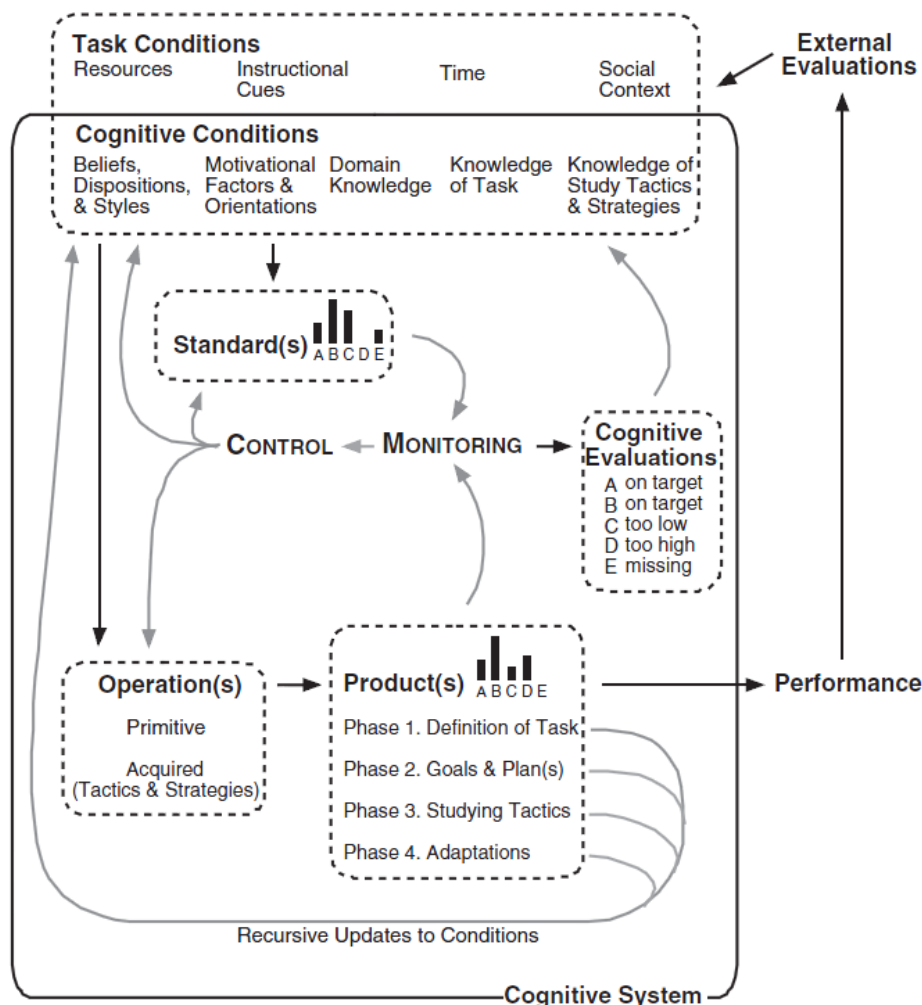 Task Conditions
Resources
Instructional
Cues
Time
Social
Context
External
Evaluations
Cognitive Conditions
Beliefs,
Dispositions,
& Styles
Motivational
Factors &
Orientations
Domain
Knowledge
Knowledge
of Task
Knowledge of
Study Tactics
& Strategies
Standard(s)
A B C D E
CONTROL
MONITORING
Cognitive
Evaluations
A on target
B on target
C too low
D too high
E missing
Operation(s)
Primitive
Acquired
(Tactics & Strategies)
Product(s)
A B C D E
Phase 1. Definition of Task
Phase 2. Goals & Plan(s)
Phase 3. Studying Tactics
Phase 4. Adaptations
Performance
Recursive Updates to Conditions
Cognitive System